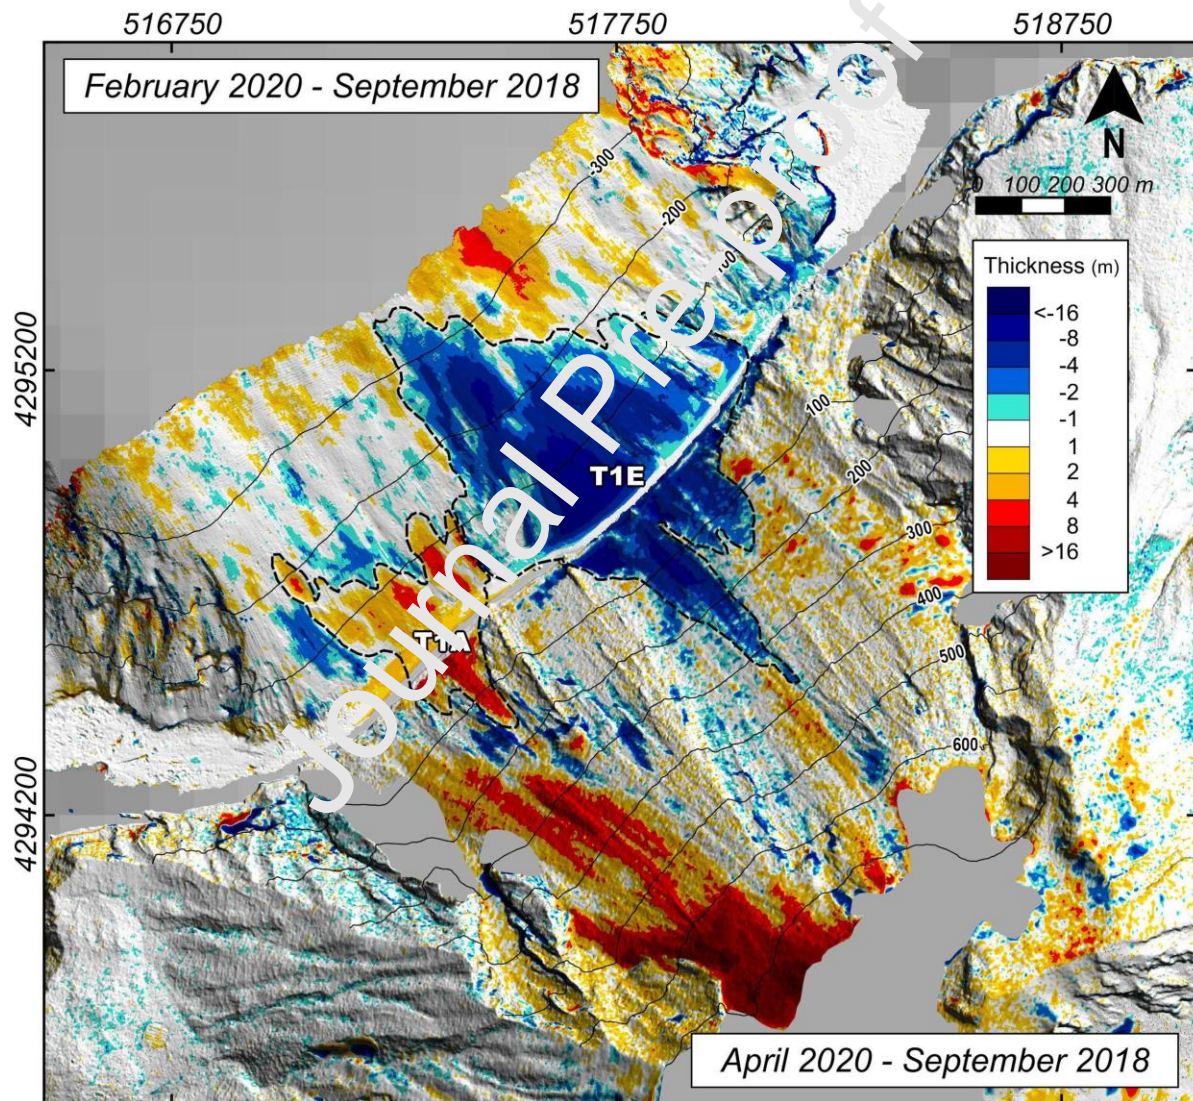 516750 517750 518750
February 2020 - September 2018
N
0 100 200 300 m
Thickness (m)
<-16
-8
-4
-2
-1
1
2
4
8
>16
-300
-200
-100
4295200
T1E
100
200
300
400
500
600
T1A
4294200
Journal Pre-proof
April 2020 - September 2018